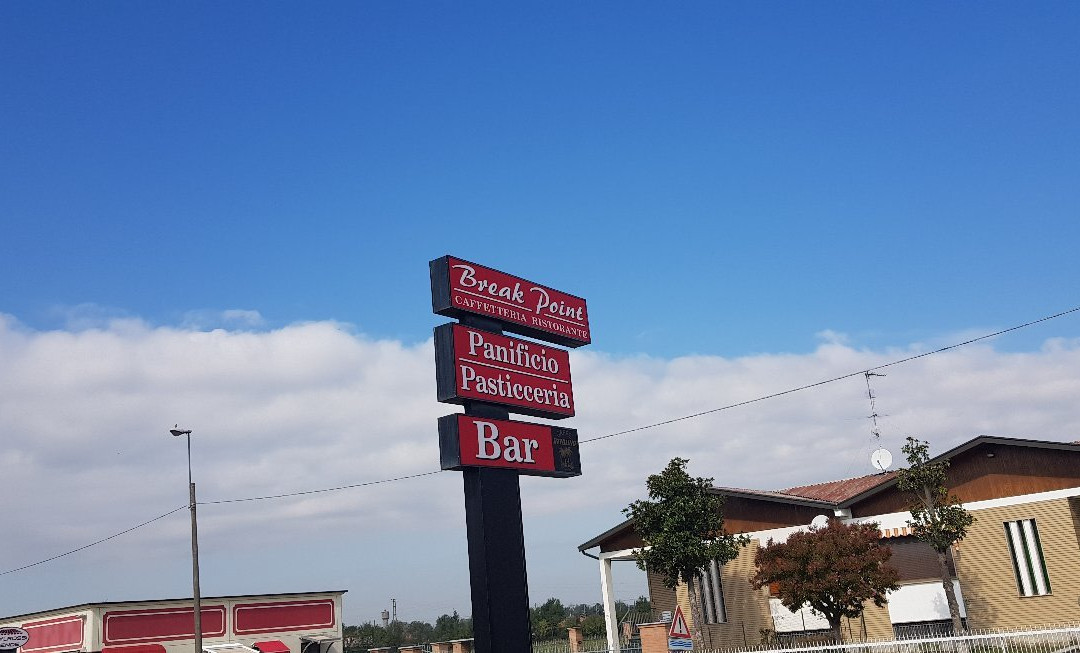 Break Point
CAFFETTERIA RISTORANTE
Panificio
Pasticceria
Bar